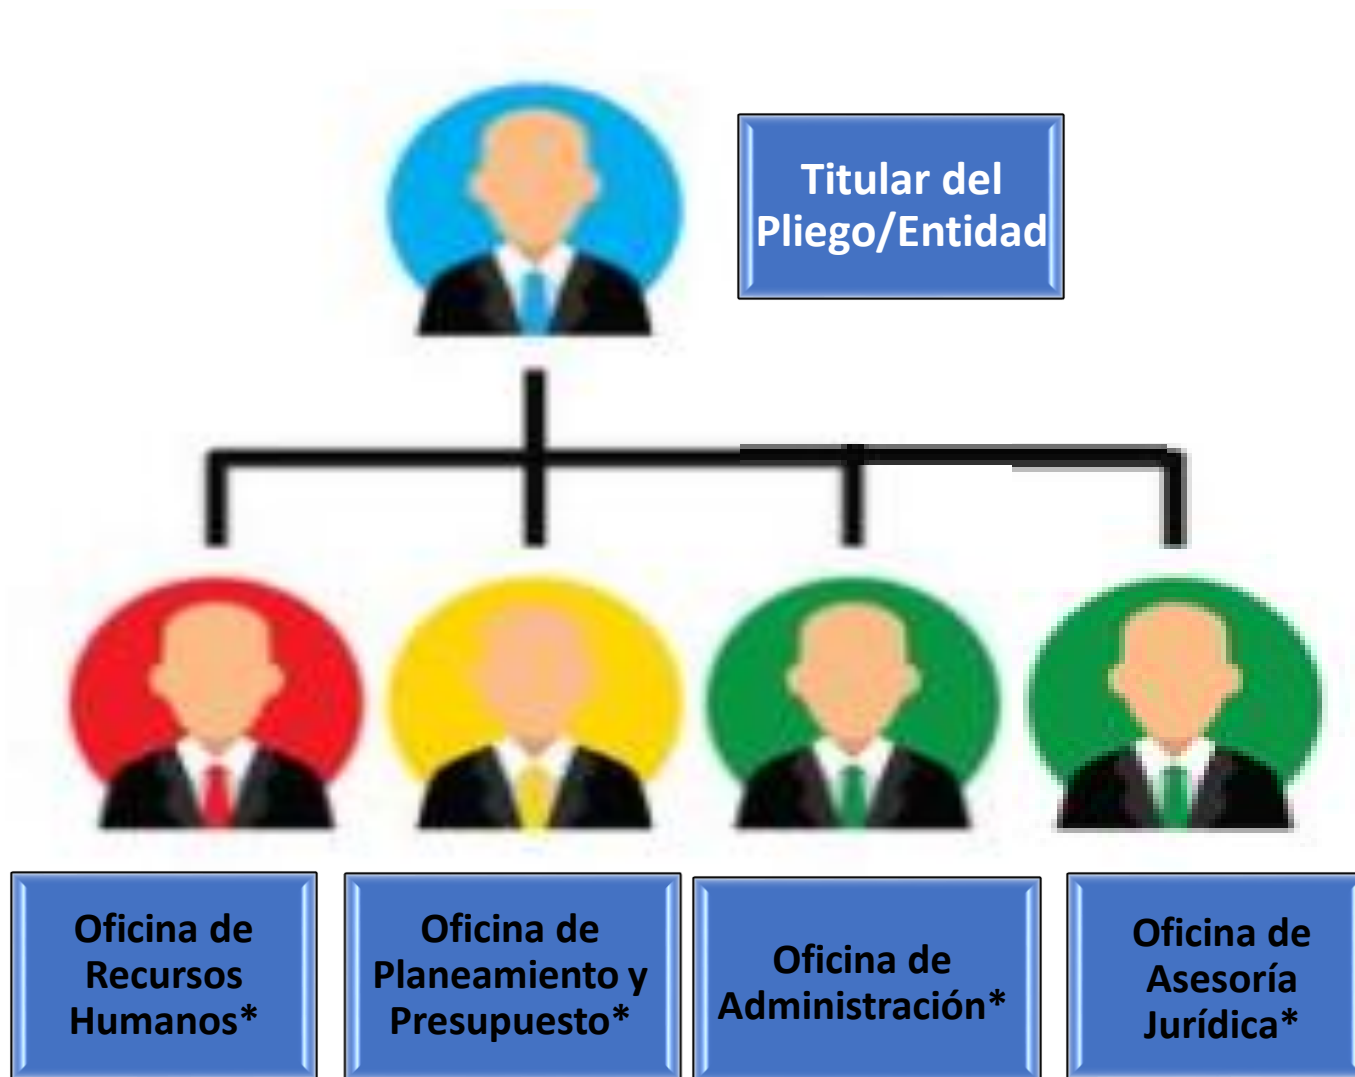 Titular del
Pliego/Entidad
Oficina de
Recursos
Humanos*
Oficina de
Planeamiento y
Presupuesto*
Oficina de
Administración*
Oficina de
Asesoría
Jurídica*